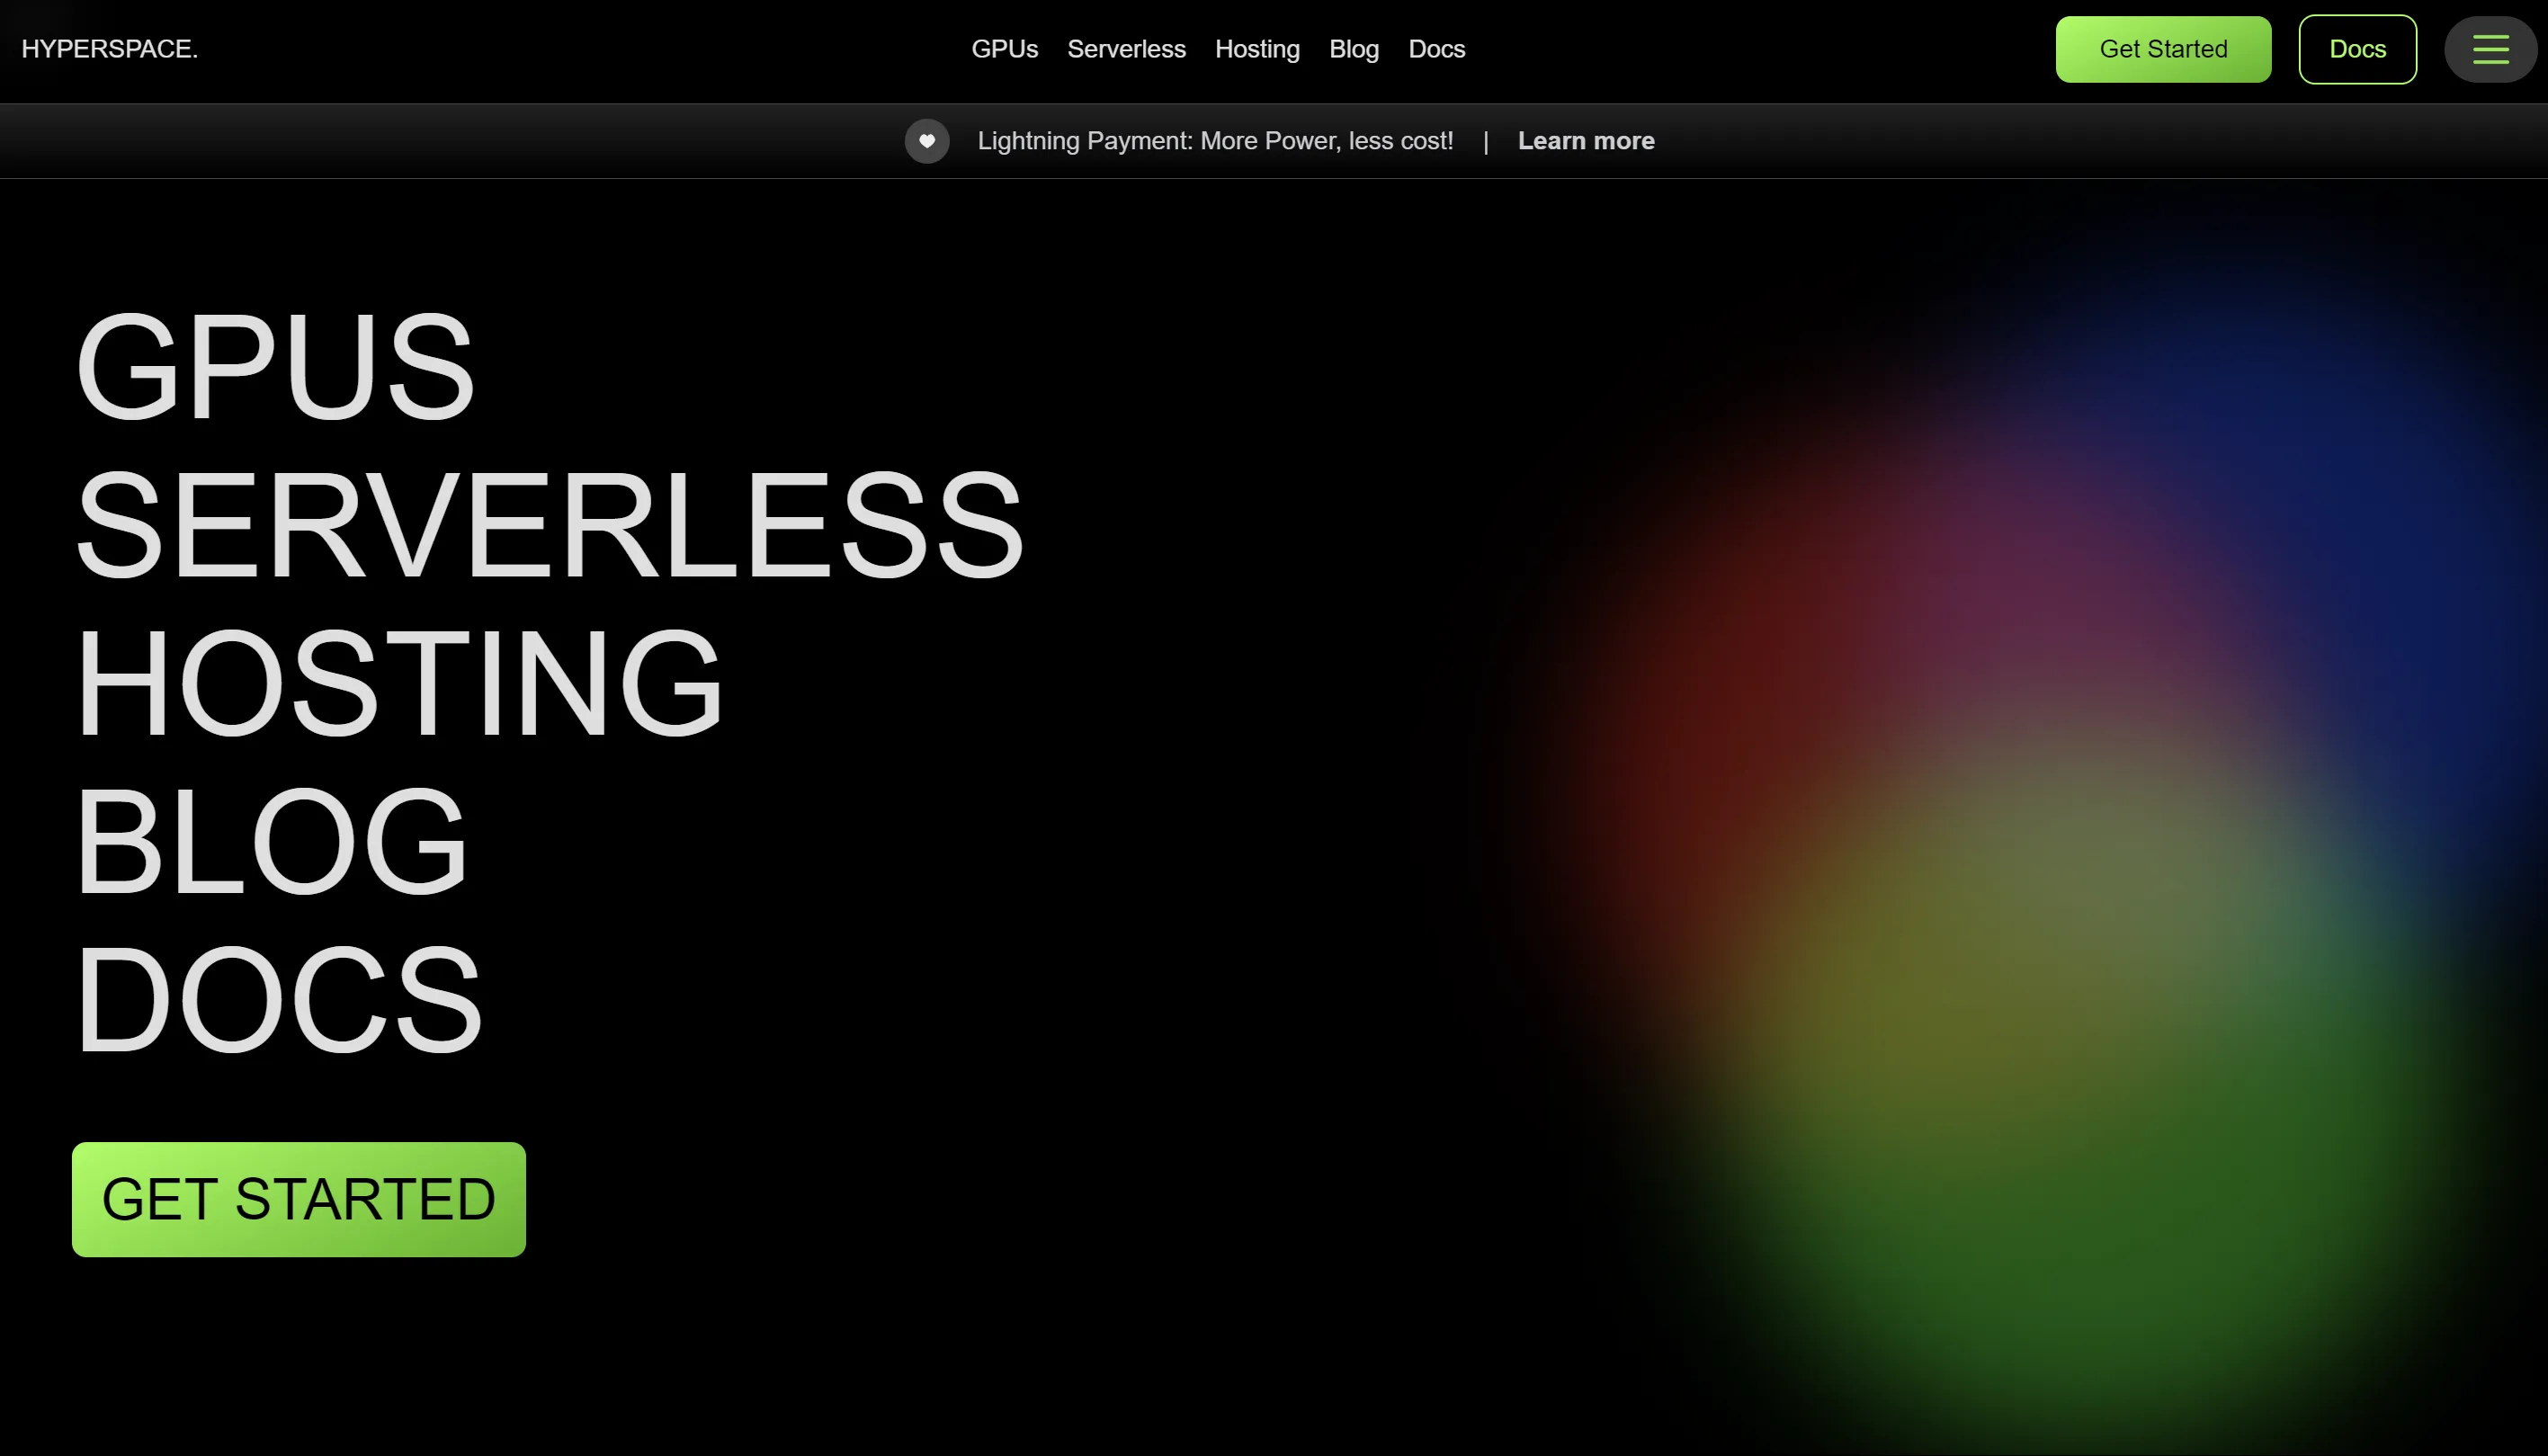 HYPERSPACE.
GPUs Serverless Hosting Blog Docs
Get Started
Docs
Lightning Payment: More Power, less cost! | Learn more
GPUS
SERVERLESS
HOSTING
BLOG
DOCS
GET STARTED